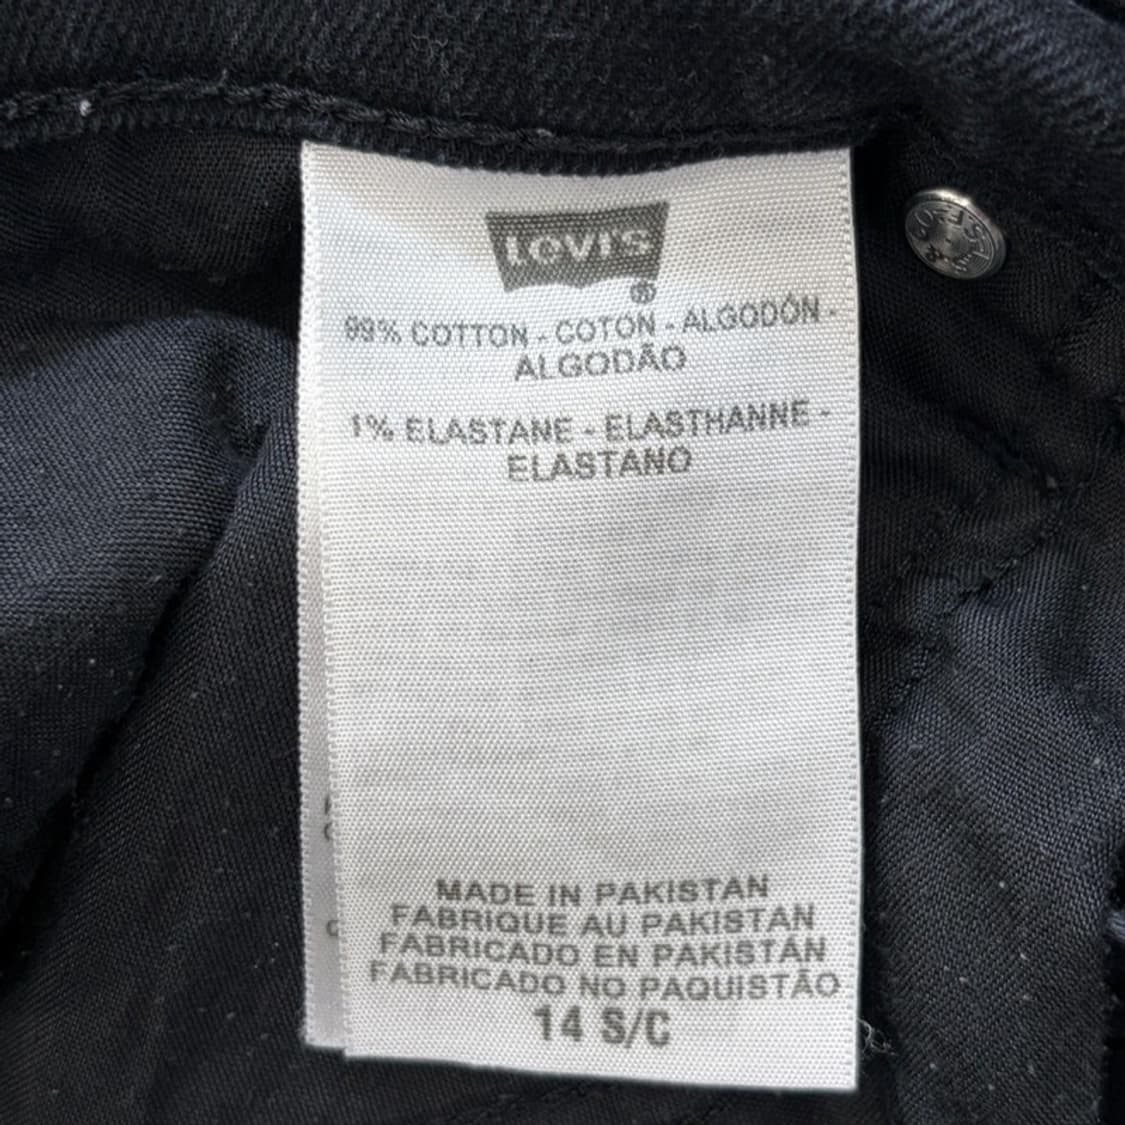 Levi's
®
99% COTTON - COTON - ALGODÓN -
ALGODÃO
1% ELASTANE - ELASTHANNE -
ELASTANO
MADE IN PAKISTAN
FABRIQUE AU PAKISTAN
FABRICADO EN PAKISTÁN
FABRICADO NO PAQUISTÃO
14 S/C